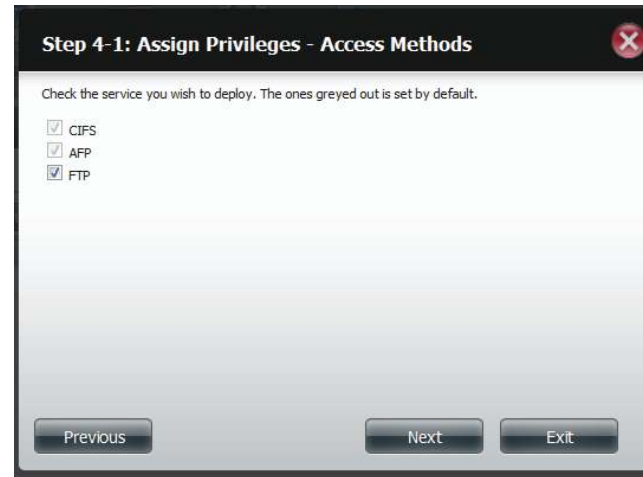 Step 4-1: Assign Privileges - Access Methods
Check the service you wish to deploy. The ones greyed out is set by default.
CIFS
AFP
FTP
Previous Next Exit